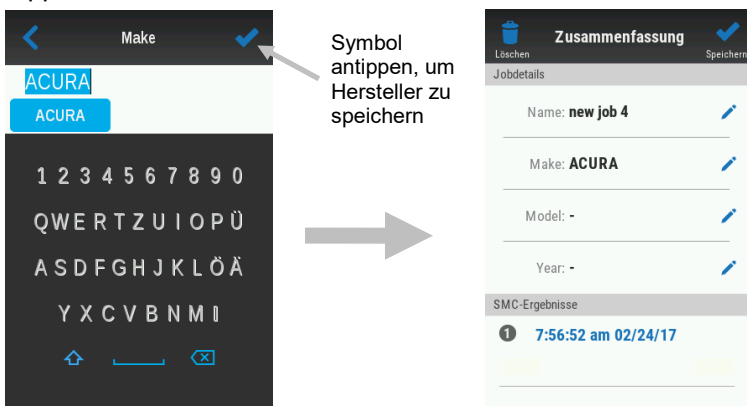 Make
ACURA
ACURA
1 2 3 4 5 6 7 8 9 0
Q W E R T Z U I O P Ü
A S D F G H J K L Ö Ä
Y X C V B N M
Symbol
antippen, um
Hersteller zu
speichern
Zusammenfassung
Löschen
Speichern
Jobdetails
Name: new job 4
Make: ACURA
Model: -
Year: -
SMC-Ergebnisse
1 7:56:52 am 02/24/17